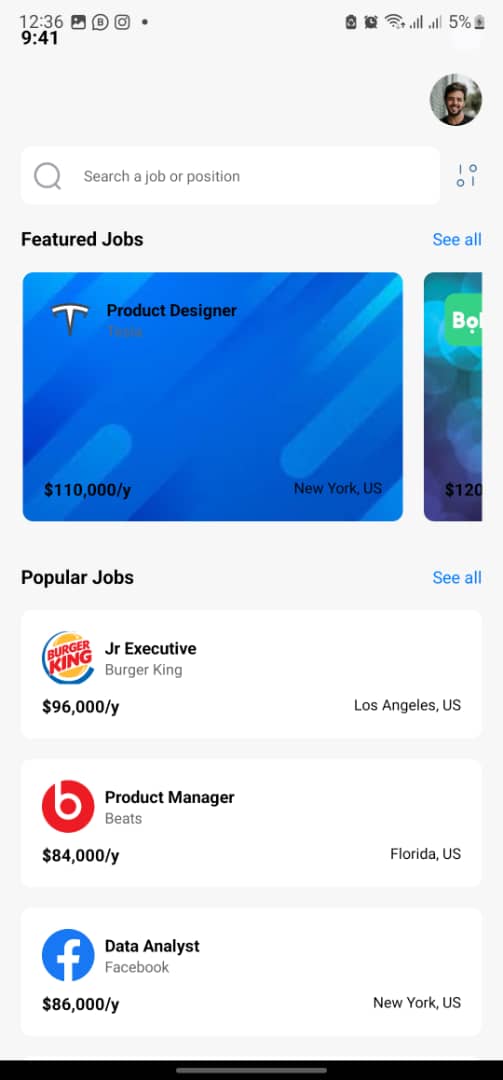 12:36 5%
9:41
Search a job or position
Featured Jobs See all
Product Designer
Tesla
$110,000/y New York, US
$120
Popular Jobs See all
BURGER
KING
Jr Executive
Burger King
$96,000/y Los Angeles, US
Product Manager
Beats
$84,000/y Florida, US
Data Analyst
Facebook
$86,000/y New York, US